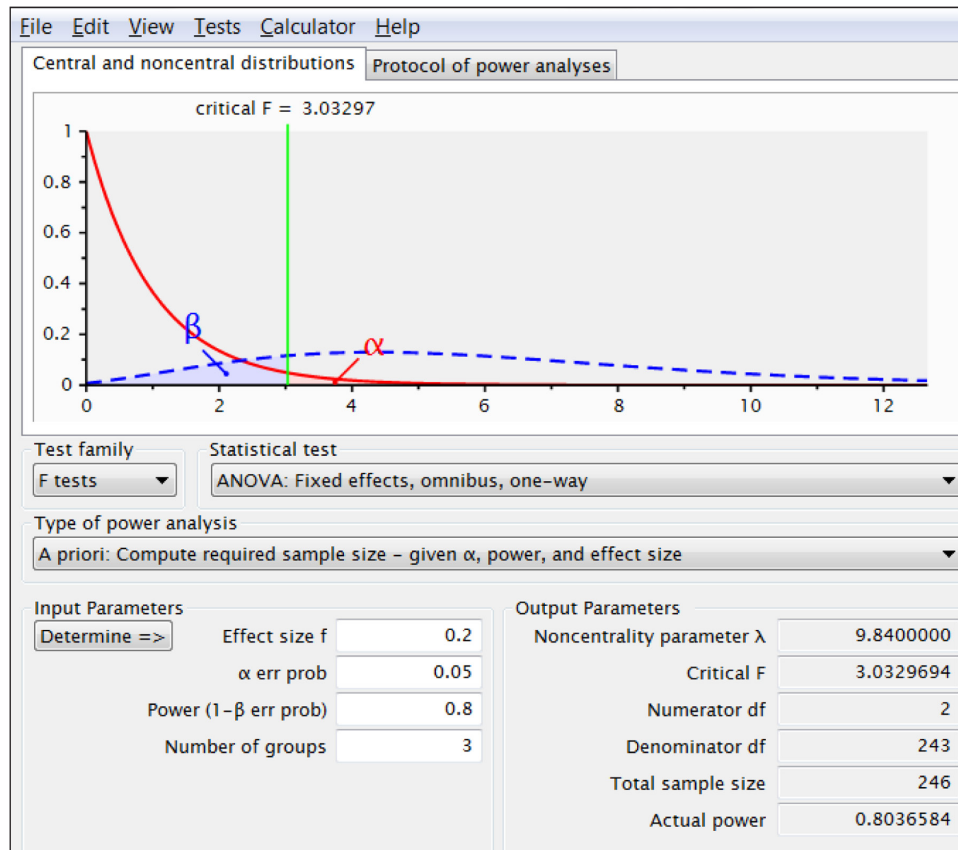 File Edit View Tests Calculator Help
Central and noncentral distributions Protocol of power analyses
critical F = 3.03297
1
0.8
0.6
0.4
0.2
0
β
α
0 2 4 6 8 10 12
Test family Statistical test
F tests ANOVA: Fixed effects, omnibus, one-way
Type of power analysis
A priori: Compute required sample size – given α, power, and effect size
Input Parameters Output Parameters
Determine => Effect size f 0.2 Noncentrality parameter λ 9.8400000
α err prob 0.05 Critical F 3.0329694
Power (1-β err prob) 0.8 Numerator df 2
Number of groups 3 Denominator df 243
Total sample size 246
Actual power 0.8036584